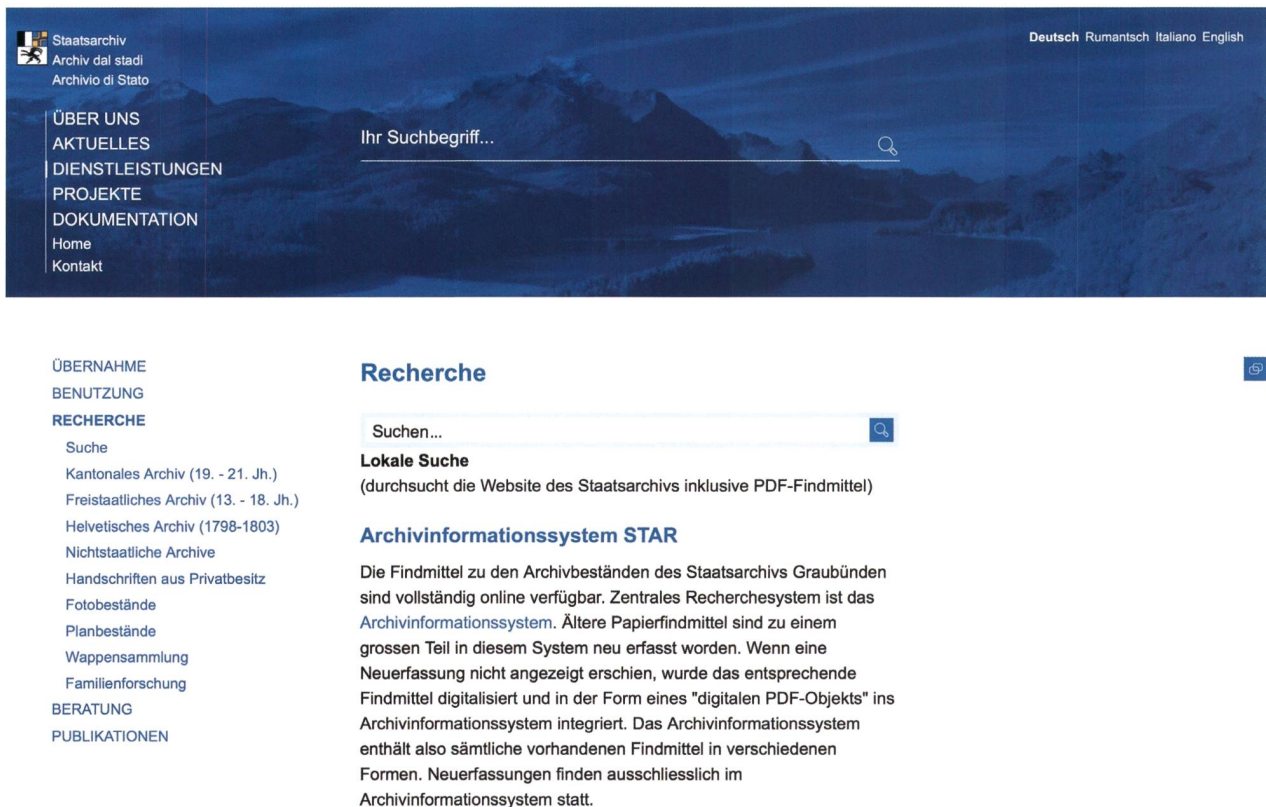 Staatsarchiv
Archiv dal stadi
Archivio di Stato
Deutsch Rumantsch Italiano English
ÜBER UNS
AKTUELLES
DIENSTLEISTUNGEN
PROJEKTE
DOKUMENTATION
Home
Kontakt
Ihr Suchbegriff...
ÜBERNAHME
BENUTZUNG
RECHERCHE
Suche
Kantonales Archiv (19. - 21. Jh.)
Freistaatliches Archiv (13. - 18. Jh.)
Helvetisches Archiv (1798-1803)
Nichtstaatliche Archive
Handschriften aus Privatbesitz
Fotobestände
Planbestände
Wappensammlung
Familienforschung
BERATUNG
PUBLIKATIONEN
Recherche
Suchen...
Lokale Suche
(durchsucht die Website des Staatsarchivs inklusive PDF-Findmittel)
Archivinformationssystem STAR
Die Findmittel zu den Archivbeständen des Staatsarchivs Graubünden
sind vollständig online verfügbar. Zentrales Recherchesystem ist das
Archivinformationssystem. Ältere Papierfindmittel sind zu einem
grossen Teil in diesem System neu erfasst worden. Wenn eine
Neuerfassung nicht angezeigt erschien, wurde das entsprechende
Findmittel digitalisiert und in der Form eines "digitalen PDF-Objekts" ins
Archivinformationssystem integriert. Das Archivinformationssystem
enthält also sämtliche vorhandenen Findmittel in verschiedenen
Formen. Neuerfassungen finden ausschliesslich im
Archivinformationssystem statt.